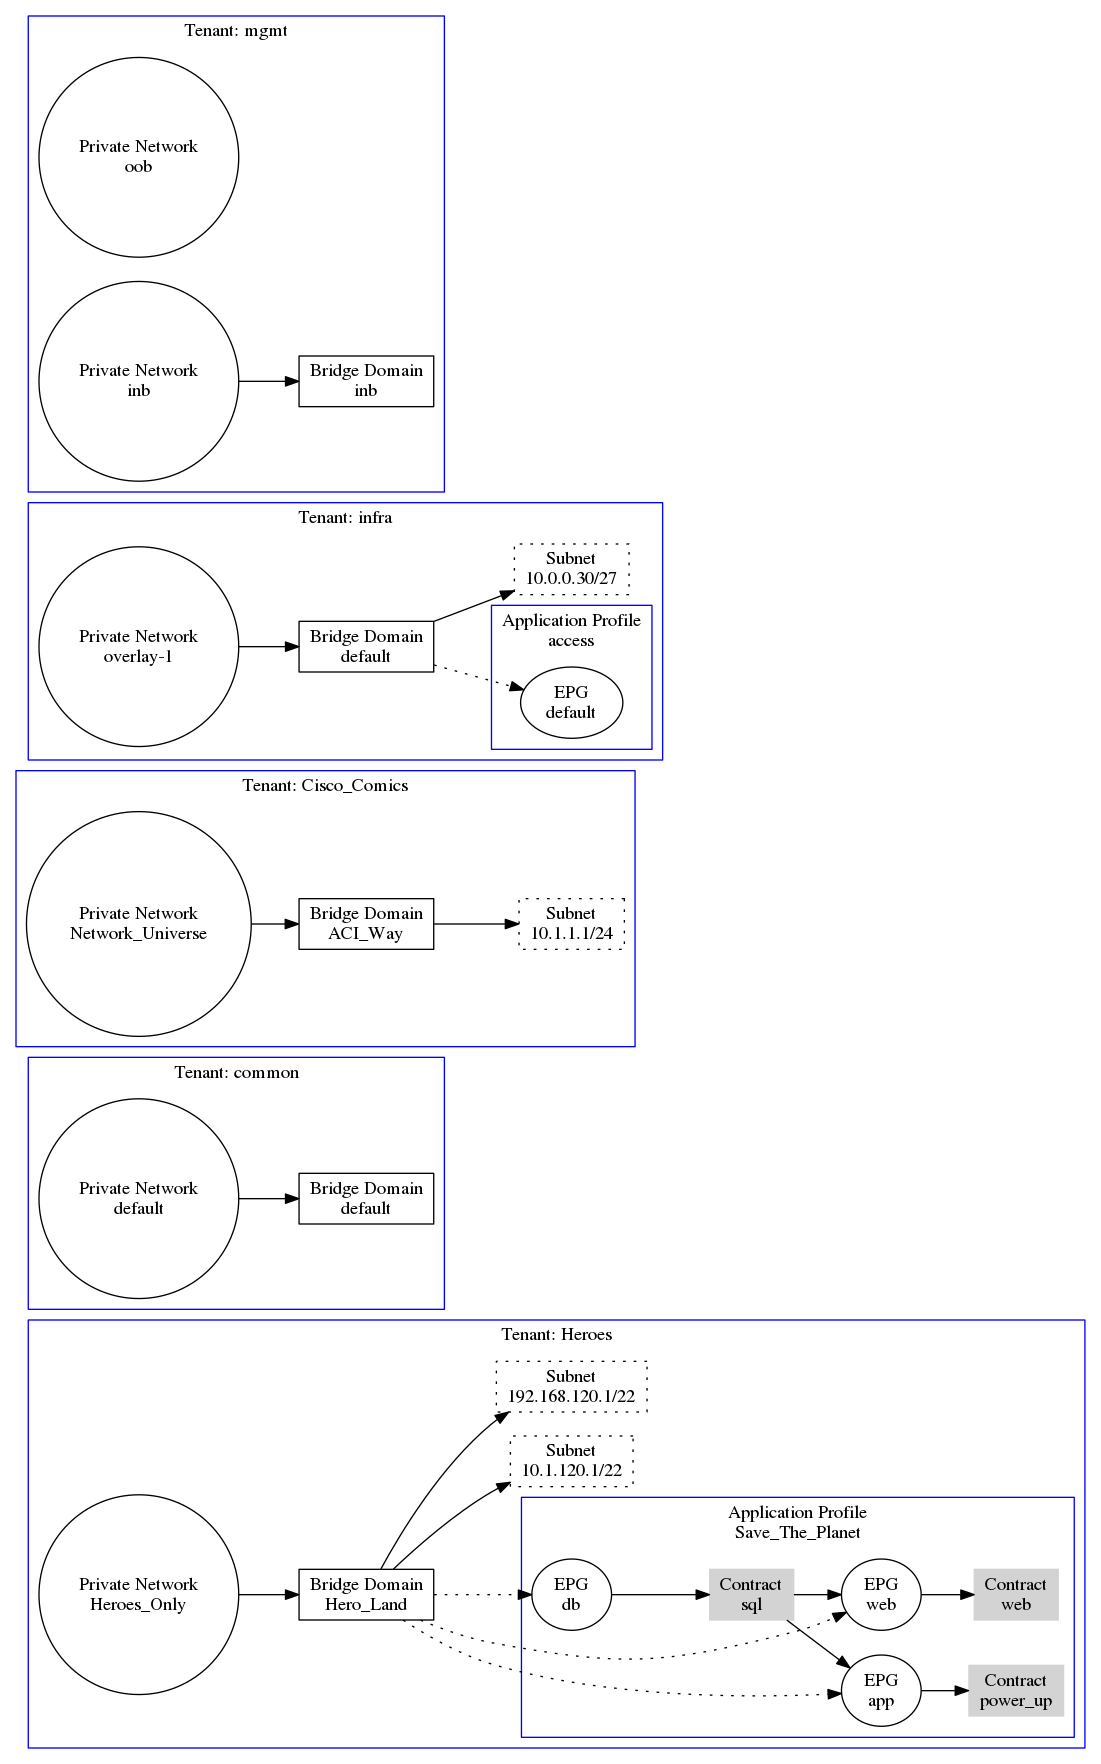 Tenant: mgmt
Private Network
oob
Private Network
inb
Bridge Domain
inb
Tenant: infra
Private Network
overlay-1
Bridge Domain
default
Subnet
10.0.0.30/27
Application Profile
access
EPG
default
Tenant: Cisco_Comics
Private Network
Network_Universe
Bridge Domain
ACI_Way
Subnet
10.1.1.1/24
Tenant: common
Private Network
default
Bridge Domain
default
Tenant: Heroes
Subnet
192.168.120.1/22
Subnet
10.1.120.1/22
Private Network
Heroes_Only
Bridge Domain
Hero_Land
Application Profile
Save_The_Planet
EPG
db
Contract
sql
EPG
web
Contract
web
EPG
app
Contract
power_up